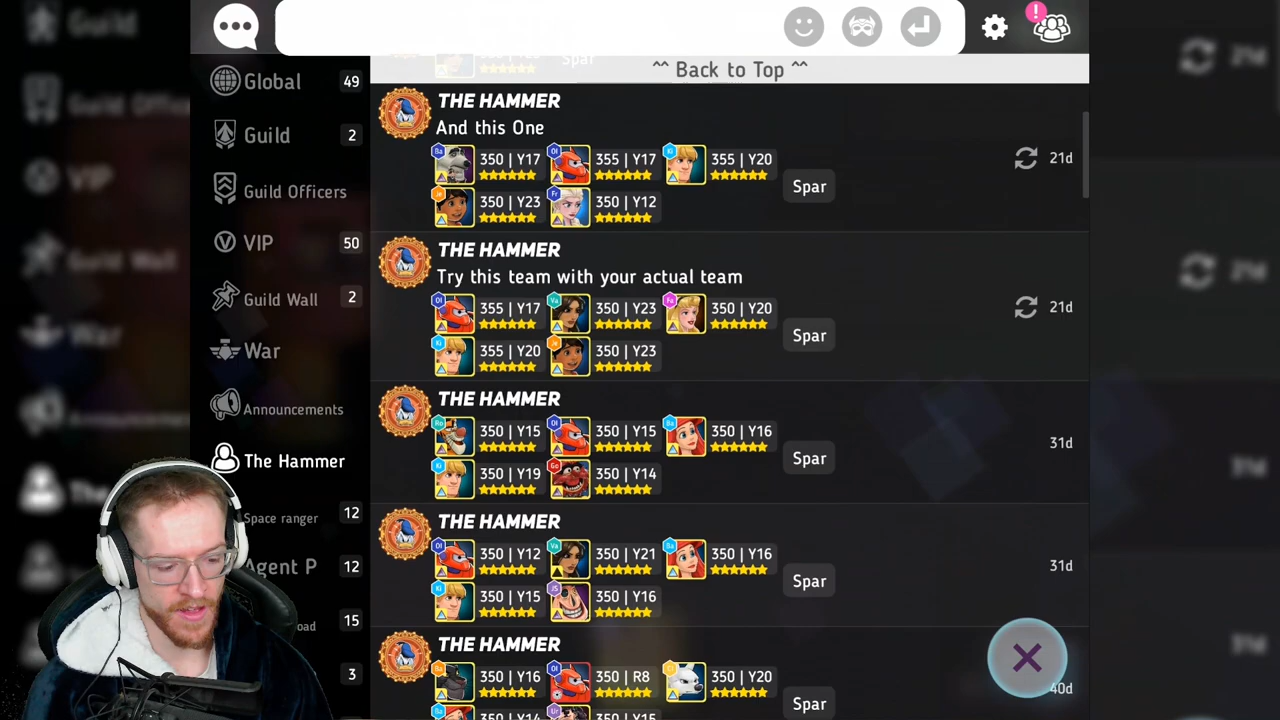 Global 49
Guild 2
Guild Officers
VIP 50
Guild Wall 2
War
Announcements
The Hammer
Space ranger 12
Agent P 12
oad 15
3
Spar
^^ Back to Top ^^
THE HAMMER
And this One
350 | Y17 355 | Y17 355 | Y20
350 | Y23 350 | Y12
Spar
21d
THE HAMMER
Try this team with your actual team
355 | Y17 350 | Y23 350 | Y20
355 | Y20 350 | Y23
Spar
21d
THE HAMMER
350 | Y15 350 | Y15 350 | Y16
350 | Y19 350 | Y14
Spar
31d
THE HAMMER
350 | Y12 350 | Y21 350 | Y16
350 | Y15 350 | Y16
Spar
31d
THE HAMMER
350 | Y16 350 | R8 350 | Y20
Spar
40d